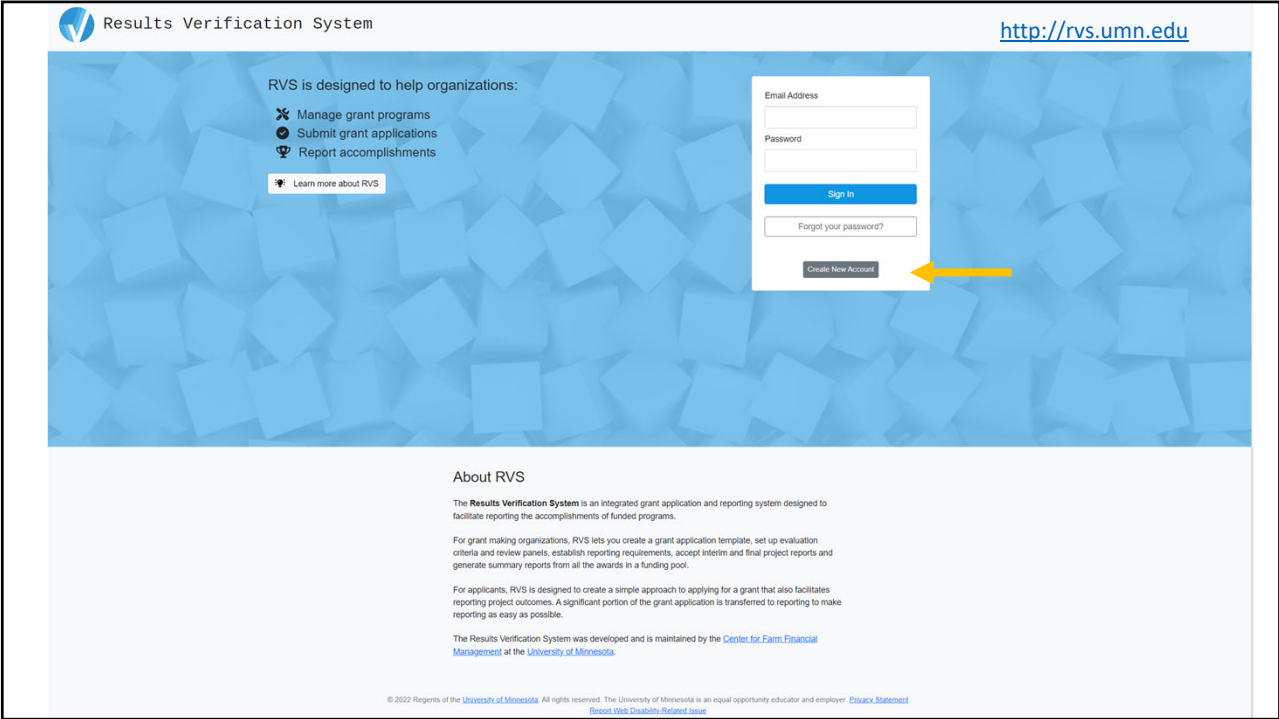 Results Verification System
http://rvs.umn.edu
RVS is designed to help organizations:
Manage grant programs
Submit grant applications
Report accomplishments
Learn more about RVS
Email Address
Password
Sign In
Forgot your password?
Create New Account
About RVS
The Results Verification System is an integrated grant application and reporting system designed to
facilitate reporting the accomplishments of funded programs.
For grant making organizations, RVS lets you create a grant application template, set up evaluation
criteria and review panels, establish reporting requirements, accept interim and final project reports and
generate summary reports from all the awards in a funding pool.
For applicants, RVS is designed to create a simple approach to applying for a grant that also facilitates
reporting project outcomes. A significant portion of the grant application is transferred to reporting to make
reporting as easy as possible.
The Results Verification System was developed and is maintained by the Center for Farm Financial
Management at the University of Minnesota.
© 2022 Regents of the University of Minnesota. All rights reserved. The University of Minnesota is an equal opportunity educator and employer. Privacy Statement
Report Web Disability-Related Issue